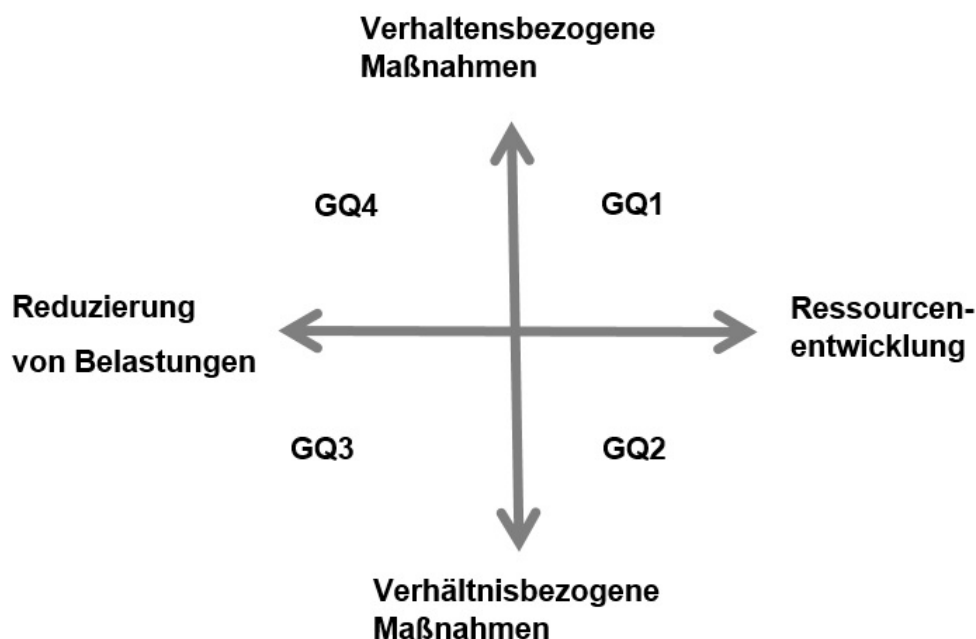 Verhaltensbezogene
Maßnahmen
GQ4
GQ1
Reduzierung
von Belastungen
Ressourcen-
entwicklung
GQ3
GQ2
Verhältnisbezogene
Maßnahmen